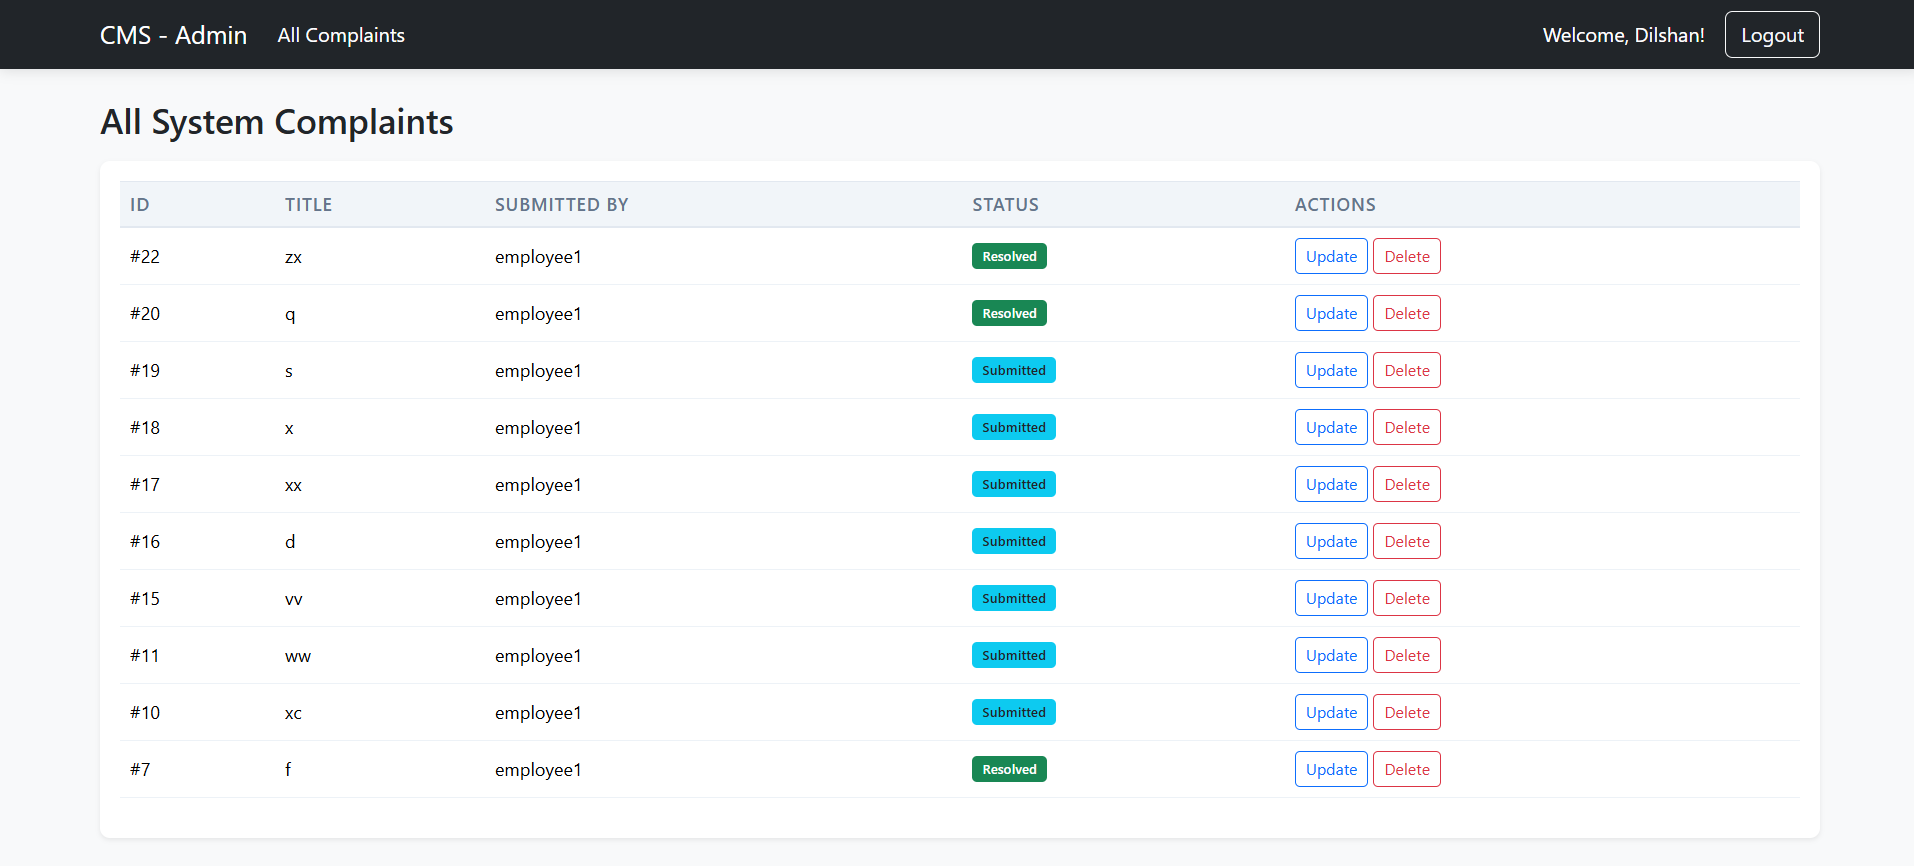 CMS - Admin All Complaints Welcome, Dilshan! Logout
All System Complaints
ID TITLE SUBMITTED BY STATUS ACTIONS
#22 zx employee1 Resolved Update Delete
#20 q employee1 Resolved Update Delete
#19 s employee1 Submitted Update Delete
#18 x employee1 Submitted Update Delete
#17 xx employee1 Submitted Update Delete
#16 d employee1 Submitted Update Delete
#15 vv employee1 Submitted Update Delete
#11 ww employee1 Submitted Update Delete
#10 xc employee1 Submitted Update Delete
#7 f employee1 Resolved Update Delete